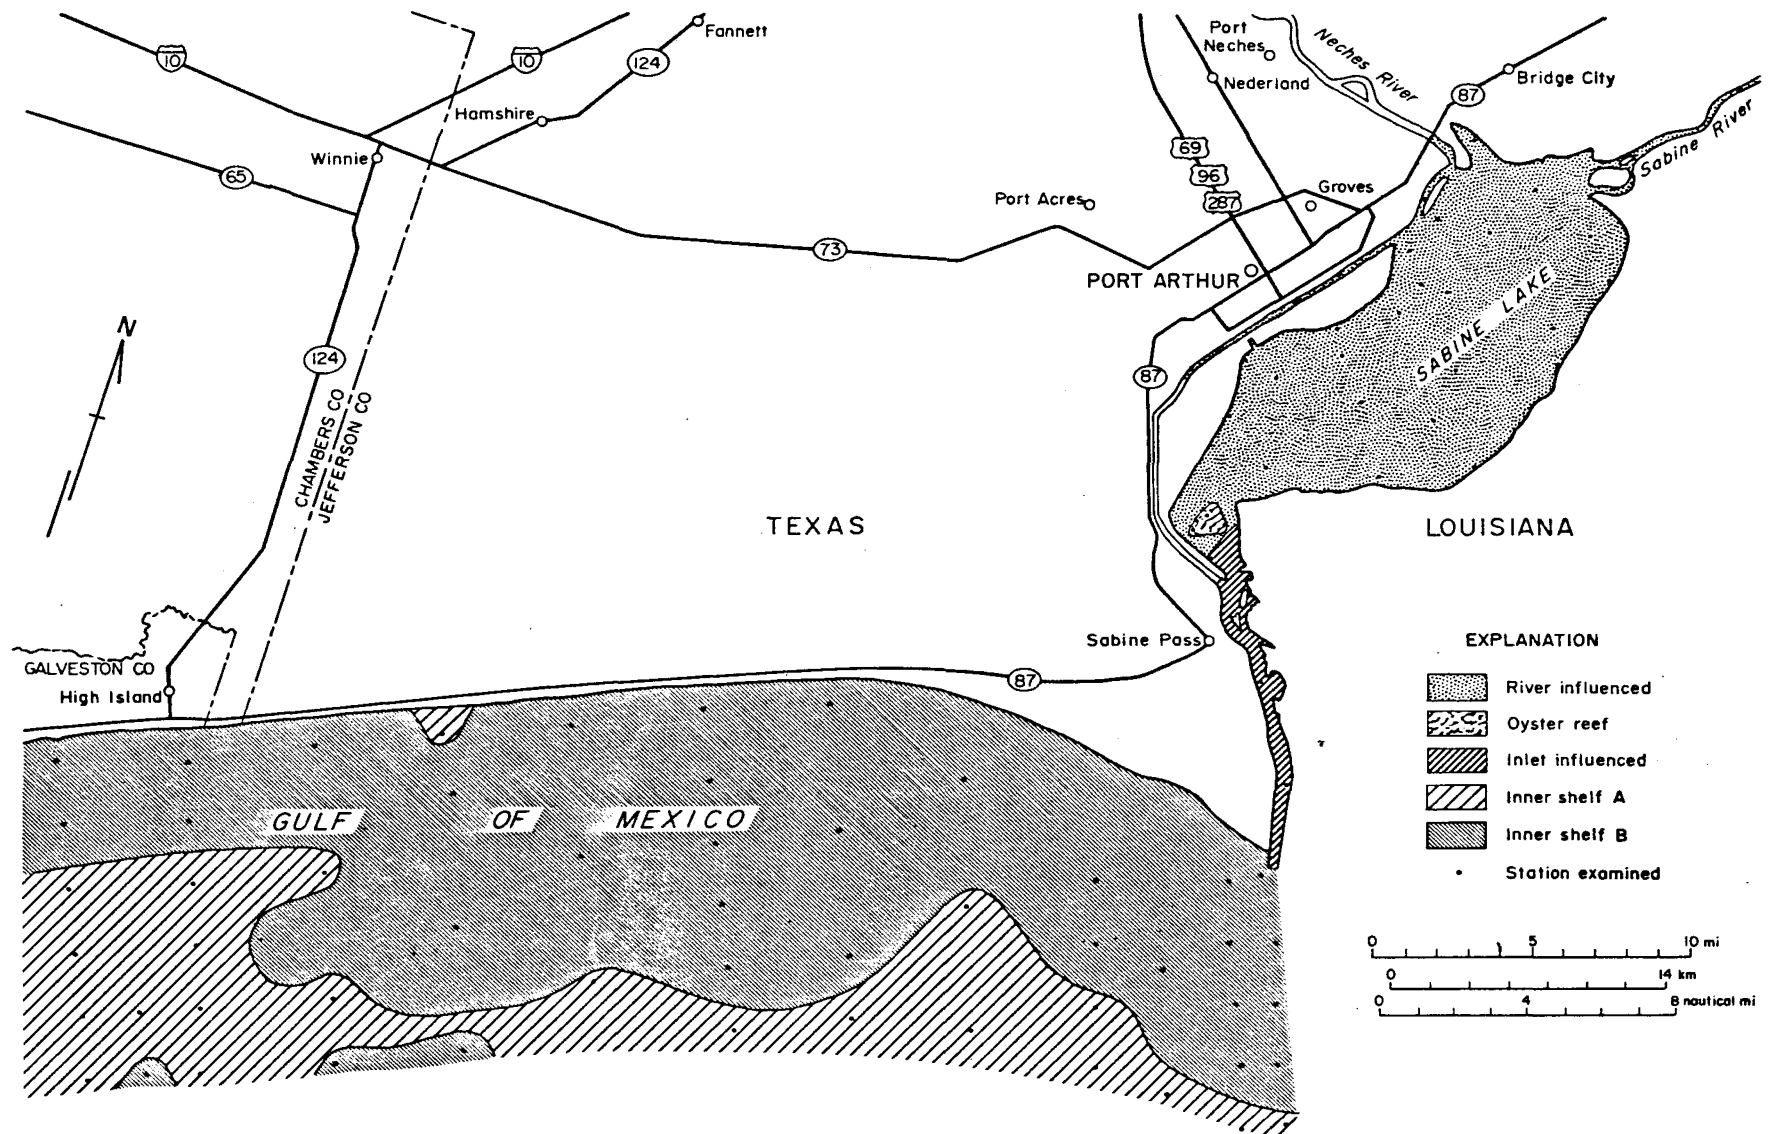 Fannett
10
10
124
Port
Neches
Neches River
Nederland
87
Bridge City
Hamshire
Winnie
65
69
96
287
Sabine River
Port Acres
Groves
73
PORT ARTHUR
SABINE LAKE
N
124
87
CHAMBERS CO
JEFFERSON CO
TEXAS
LOUISIANA
Sabine Pass
GALVESTON CO
High Island
87
GULF OF MEXICO
EXPLANATION
River influenced
Oyster reef
Inlet influenced
Inner shelf A
Inner shelf B
Station examined
0 5 10 mi
0 14 km
0 4 8 nautical mi